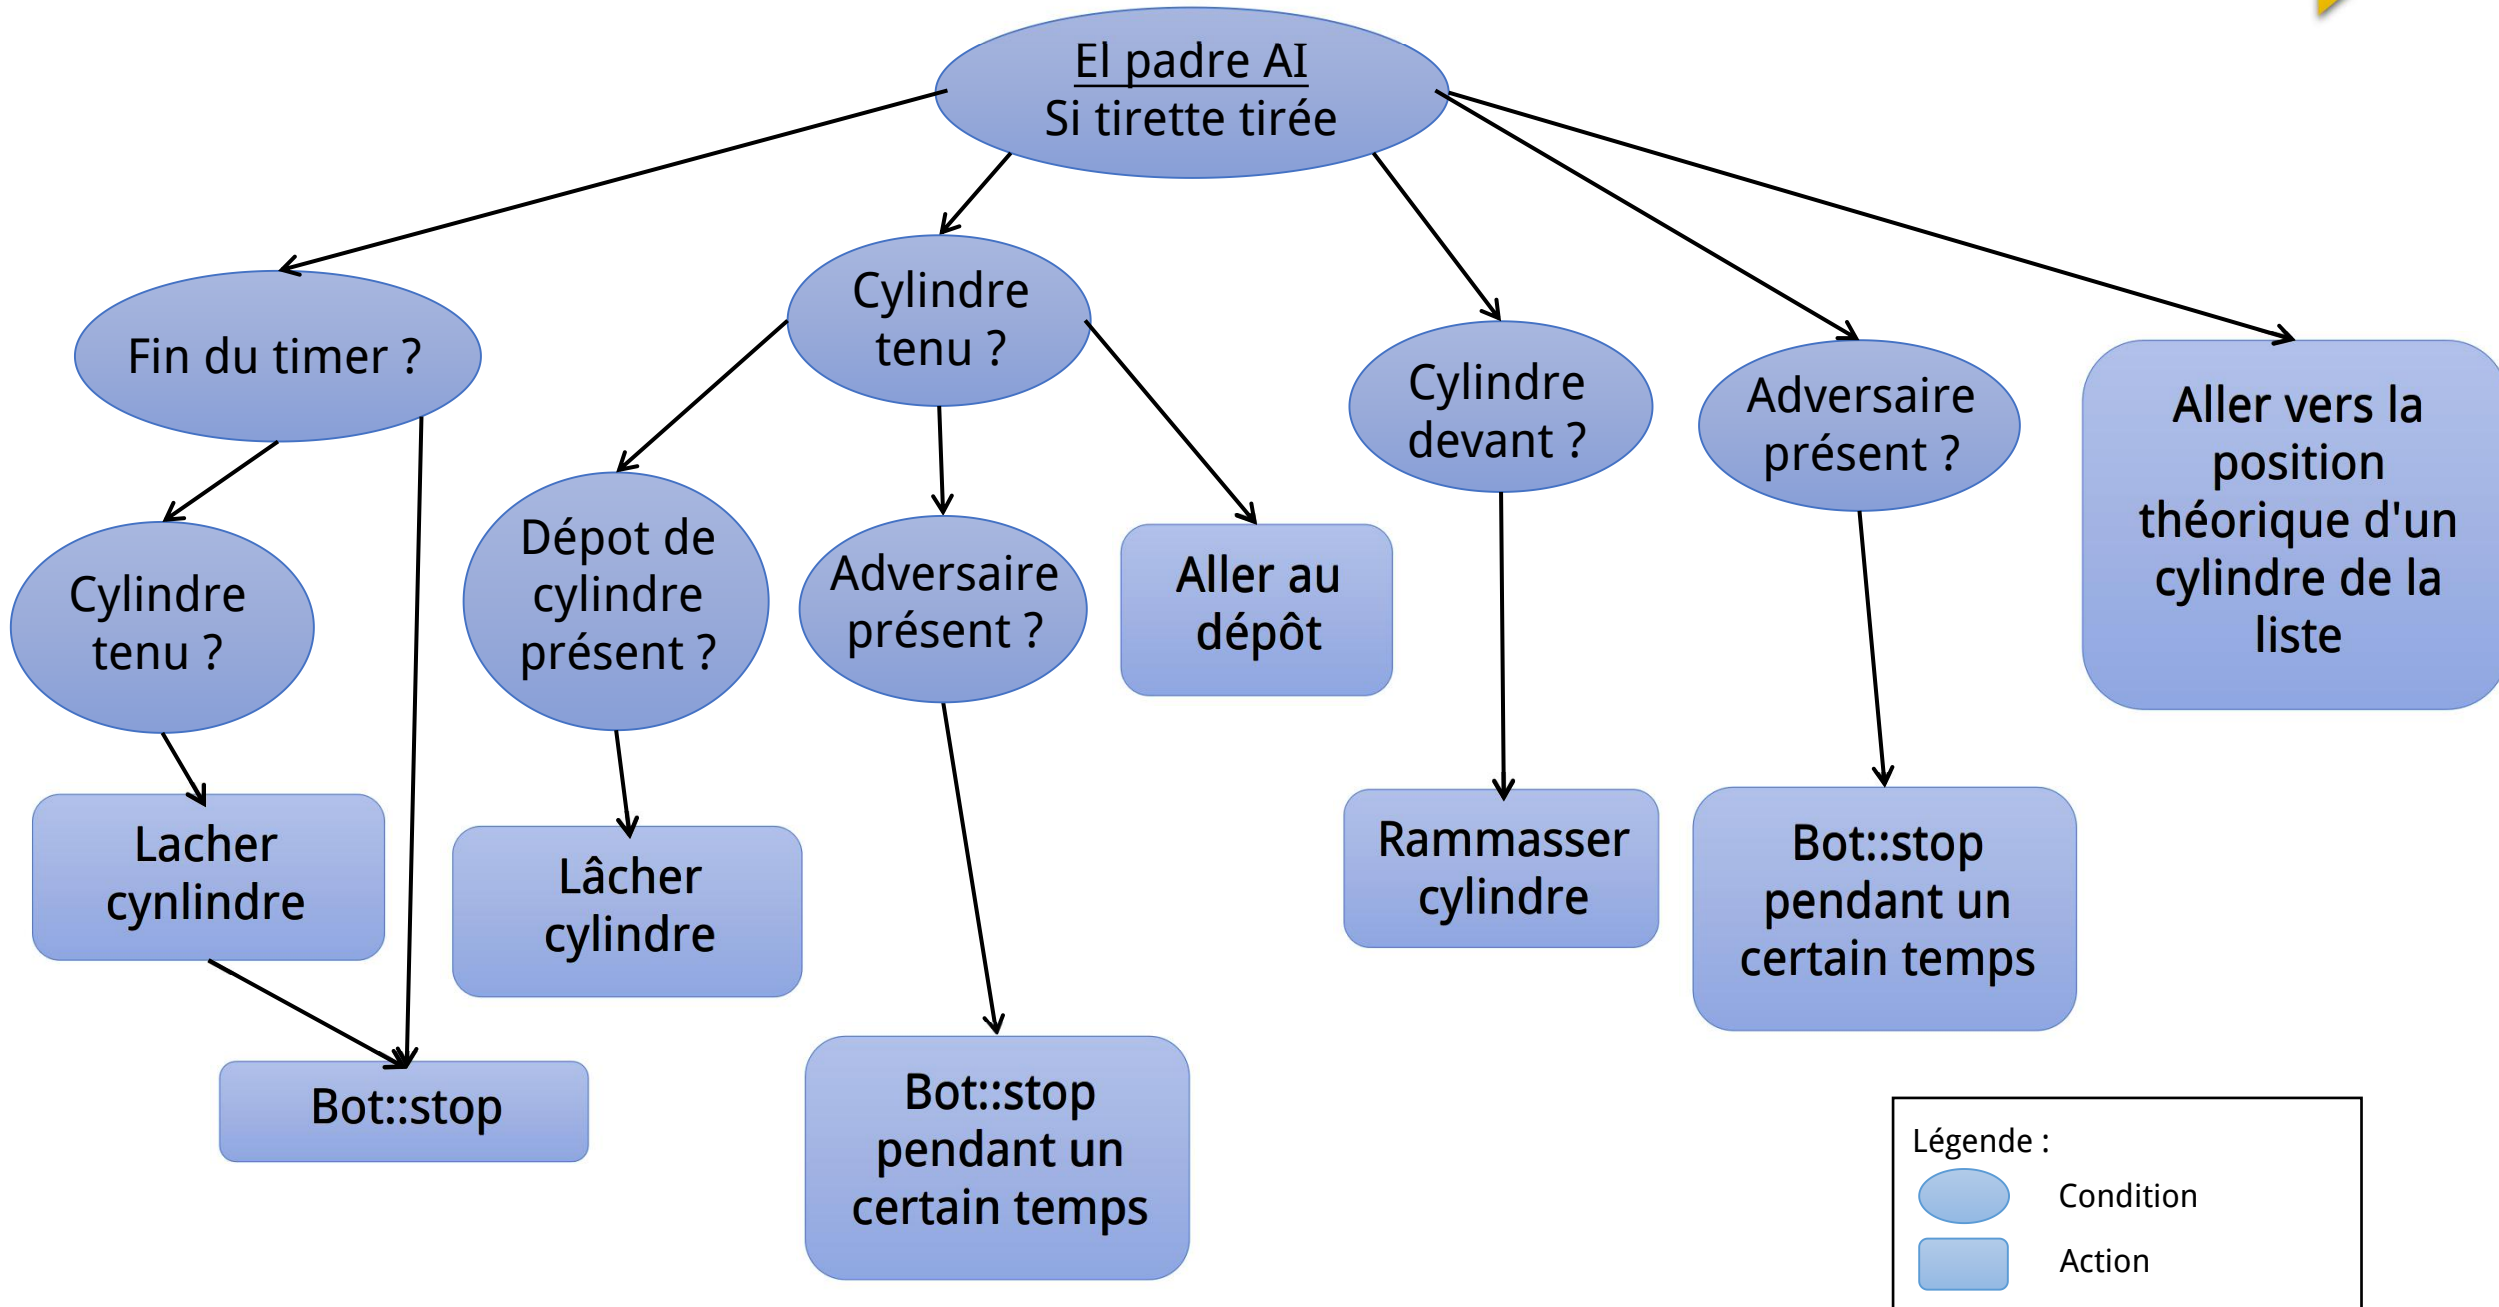 El padre AI
Si tirette tirée
Fin du timer ?
Cylindre
tenu ?
Cylindre
devant ?
Adversaire
présent ?
Aller vers la
position
théorique d'un
cylindre de la
liste
Cylindre
tenu ?
Dépot de
cylindre
présent ?
Adversaire
présent ?
Aller au
dépôt
Lacher
cynlindre
Lâcher
cylindre
Rammasser
cylindre
Bot::stop
pendant un
certain temps
Bot::stop
Bot::stop
pendant un
certain temps
Légende :
Condition
Action